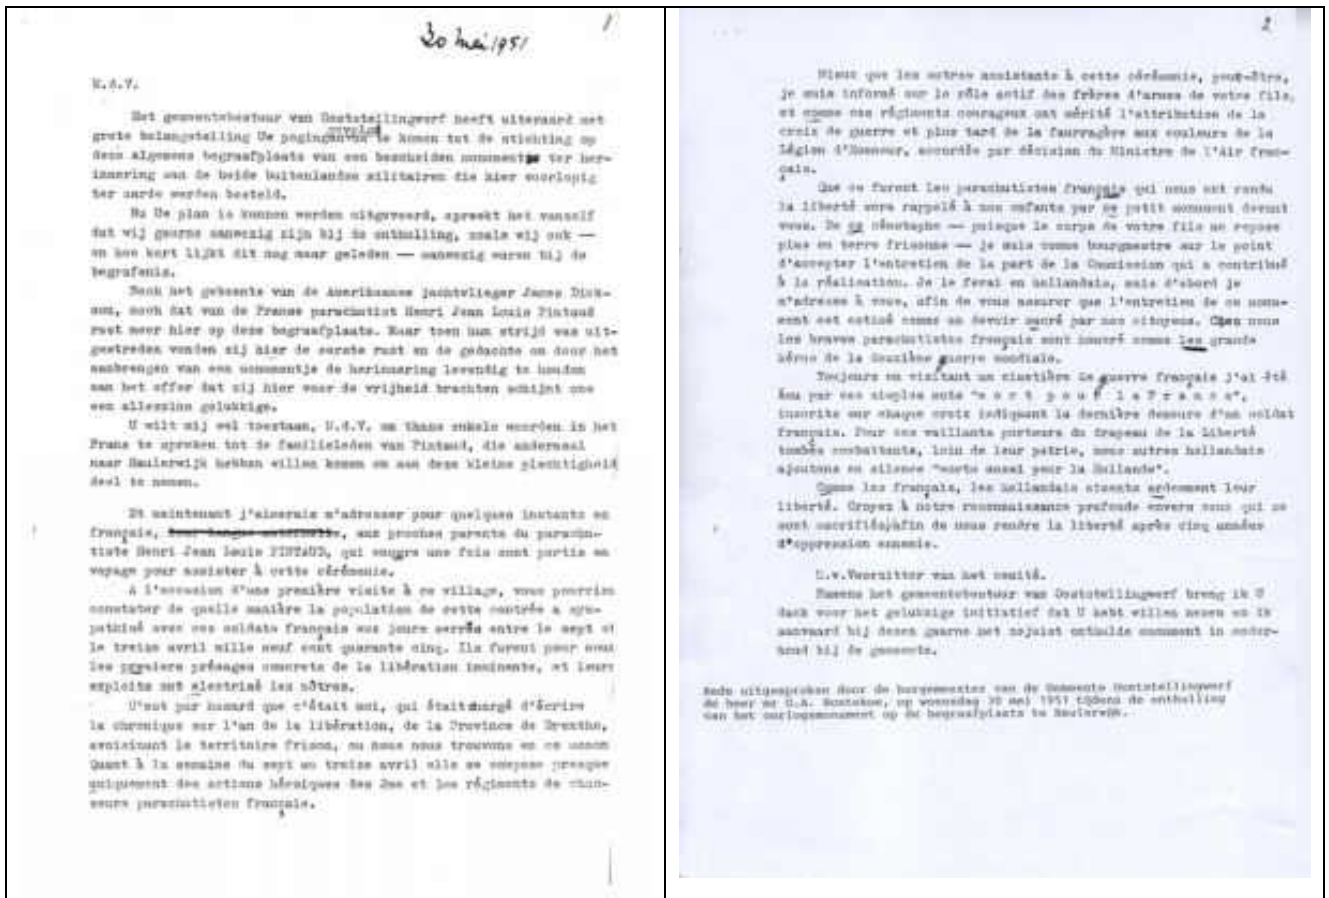 1
30 mei 1951
M.d.V.
Het gemeentebestuur van Ooststellingwerf heeft uiteraard met
grote belangstelling Uw pogingen gevolgd te komen tot de stichting op
deze algemene begraafplaats van een bescheiden monument ter her-
innering aan de beide buitenlandse militairen die hier voorlopig
ter aarde werden besteld.
Nu Uw plan is kunnen worden uitgevoerd, spreekt het vanzelf
dat wij gaarne aanwezig zijn bij de onthulling, zoals wij ook —
en hoe kort lijkt dit nog maar geleden — aanwezig waren bij de
begrafenis.
Noch het gebeente van de Amerikaanse jachtvlieger James Dick-
son, noch dat van de Franse parachutist Henri Jean Louis Pintaud
rust meer hier op deze begraafplaats. Maar toen hun strijd was uit-
gestreden vonden zij hier de eerste rust en de gedachte om door het
aanbrengen van een monumentje de herinnering levendig te houden
aan het offer dat zij hier voor de vrijheid brachten schijnt ons
een alleszins gelukkige.
U wilt mij wel toestaan, M.d.V. om thans enkele woorden in het
Frans te spreken tot de familieleden van Pintaud, die andermaal
naar Haulerwijk hebben willen komen om aan deze kleine plechtigheid
deel te nemen.
Et maintenant j'aimerais m'adresser pour quelques instants en
français, aux proches parents du parachu-
tiste Henri Jean Louis PINTAUD, qui encore une fois sont partis en
voyage pour assister à cette cérémonie.
A l'occasion d'une première visite à ce village, vous pourriez
constater de quelle manière la population de cette contrée a sym-
pathisé avec ces soldats français aux jours serrés entre le sept et
le treize avril mille neuf cent quarante cinq. Ils furent pour nous
les premiers présages concrets de la libération imminente, et leurs
exploits ont electrisé les nôtres.
C'est par hasard que c'était moi, qui était chargé d'écrire
la chronique sur l'an de la libération, de la Province de Drenthe,
avoisinant le territoire frison, ou nous nous trouvons en ce moment
Quant à la semaine du sept au treize avril elle se compose presque
uniquement des actions héroiques des 2me et 3me régiments de chas-
seurs parachutistes français.
2
Mieux que les autres assistants à cette cérémonie, peut-être,
je suis informé sur le rôle actif des frères d'armes de votre fils,
et comme ces régiments courageux ont mérité l'attribution de la
croix de guerre et plus tard de la fourragère aux couleurs de la
Légion d'Honneur, accordée par décision du Ministre de l'Air fran-
çais.
Que ce furent les parachutistes français qui nous ont rendu
la liberté sera rappelé à nos enfants par ce petit monument devant
vous. De ce cénotaphe — puisque le corps de votre fils ne repose
plus en terre frisonne — je suis comme bourgmestre sur le point
d'accepter l'entretien de la part de la Commission qui a contribué
à la réalisation. Je le ferai en hollandais, mais d'abord je
m'adresse à vous, afin de vous assurer que l'entretien de ce monu-
ment est estimé comme un devoir sacré par nos citoyens. Chez nous
les braves parachutistes français sont honoré comme les grands
héros de la deuxième guerre mondiale.
Toujours en visitant un cimetière de guerre français j'ai été
ému par ces simples mots "m o r t p o u r l a F r a n c e",
inscrits sur chaque croix indiquant la dernière demeure d'un soldat
français. Pour ces vaillants porteurs du drapeau de la Liberté
tombés combattants, loin de leur patrie, nous autres hollandais
ajoutons en silence "morts aussi pour la Hollande".
Comme les français, les hollandais aiment ardemment leur
liberté. Croyez à nôtre reconnaissance profonde envers ceux qui se
sont sacrifiés afin de nous rendre la liberté après cinq années
d'oppression ennemie.
M.v.Voorzitter van het comité.
Namens het gemeentebestuur van Ooststellingwerf breng ik U
dank voor het gelukkige initiatief dat U hebt willen nemen en ik
aanvaard bij dezen gaarne het zojuist onthulde monument in onder-
houd bij de gemeente.
Rede uitgesproken door de burgemeester van de Gemeente Ooststellingwerf
de heer mr G.A. Bontekoe, op woensdag 30 mei 1951 tijdens de onthulling
van het oorlogsmonument op de begraafplaats te Haulerwijk.